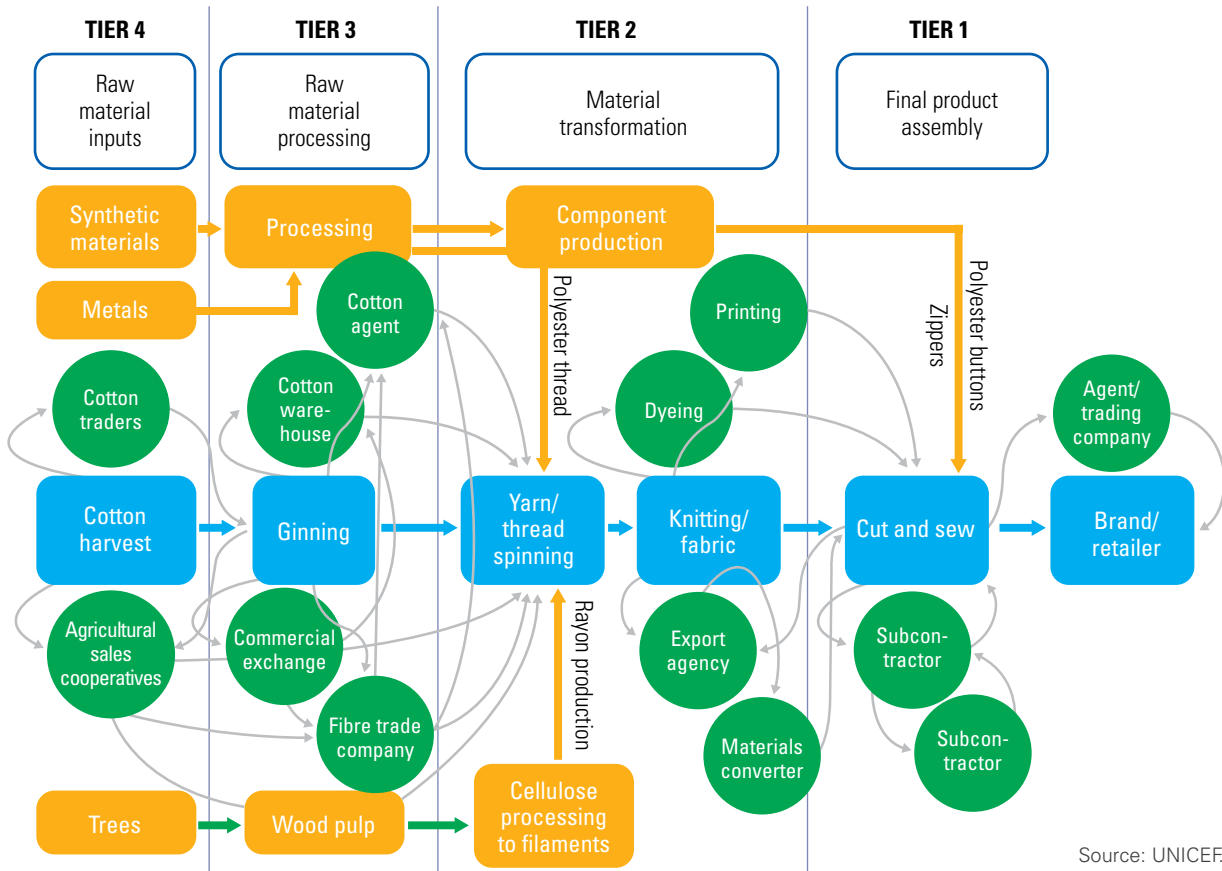 TIER 4
TIER 3
TIER 2
TIER 1
Raw
material
inputs
Raw
material
processing
Material
transformation
Final product
assembly
Synthetic
materials
Processing
Component
production
Metals
Cotton
agent
Polyester thread
Printing
Polyester buttons
Zippers
Cotton
traders
Cotton
ware-
house
Dyeing
Agent/
trading
company
Cotton
harvest
Ginning
Yarn/
thread
spinning
Knitting/
fabric
Cut and sew
Brand/
retailer
Agricultural
sales
cooperatives
Commercial
exchange
Fibre trade
company
Rayon production
Export
agency
Materials
converter
Subcon-
tractor
Subcon-
tractor
Trees
Wood pulp
Cellulose
processing
to filaments
Source: UNICEF.